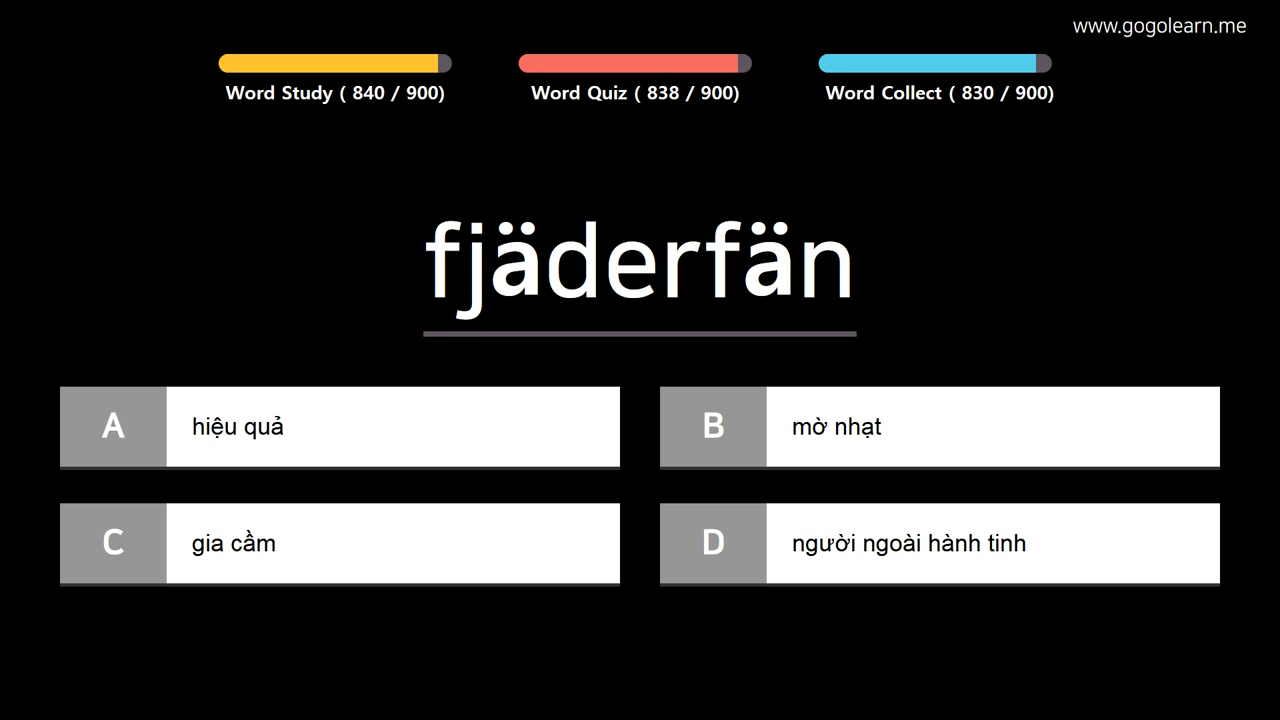 www.gogolearn.me
Word Study ( 840 / 900)
Word Quiz ( 838 / 900)
Word Collect ( 830 / 900)
fjäderfän
A
hiệu quả
B
mờ nhạt
C
gia cầm
D
người ngoài hành tinh